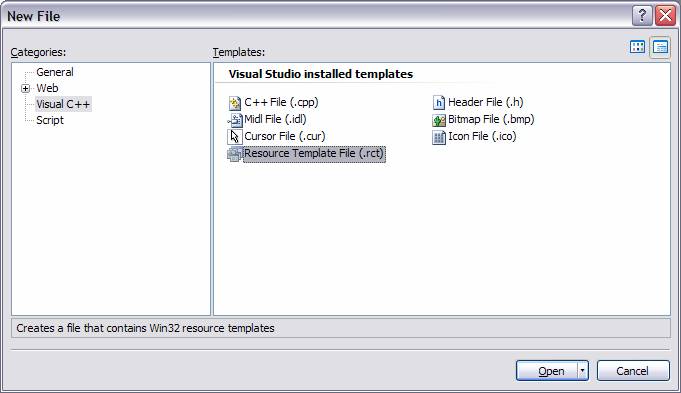 New File
Categories:
Templates:
General
Web
Visual C++
Script
Visual Studio installed templates
C++ File (.cpp)
Header File (.h)
Midl File (.idl)
Bitmap File (.bmp)
Cursor File (.cur)
Icon File (.ico)
Resource Template File (.rct)
Creates a file that contains Win32 resource templates
Open
Cancel